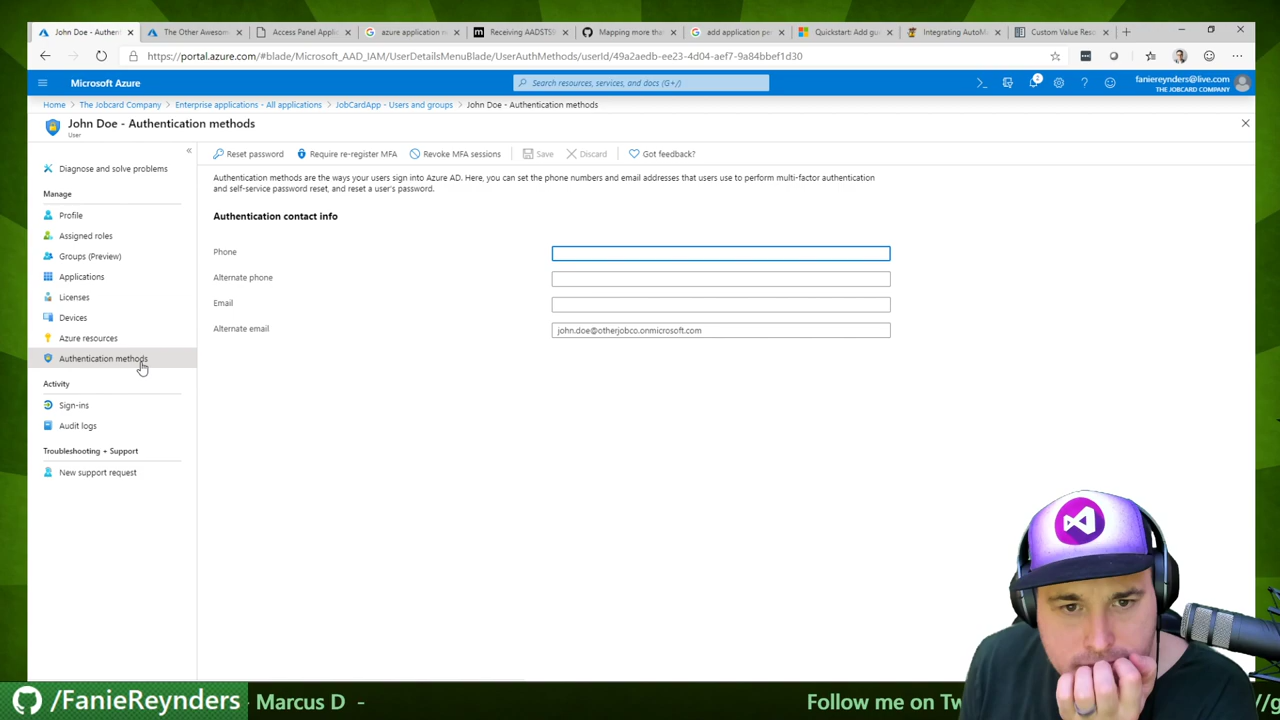 John Doe - Authent
The Other Awesom
Access Panel Applic
azure application n
Receiving AADSTS9
Mapping more tha
add application pe
Quickstart: Add gu
Integrating AutoM
Custom Value Res
https://portal.azure.com/#blade/Microsoft_AAD_IAM/UserDetailsMenuBlade/UserAuthMethods/userId/49a2aedb-ee23-4d04-aef7-9da84bbef1d30
Microsoft Azure
Search resources, services, and docs (G+/)
faniereynders@live.com
THE JOBCARD COMPANY
Home > The Jobcard Company > Enterprise applications - All applications > JobCardApp - Users and groups > John Doe - Authentication methods
John Doe - Authentication methods
User
Diagnose and solve problems
Manage
Profile
Assigned roles
Groups (Preview)
Applications
Licenses
Devices
Azure resources
Authentication methods
Activity
Sign-ins
Audit logs
Troubleshooting + Support
New support request
Reset password
Require re-register MFA
Revoke MFA sessions
Save
Discard
Got feedback?
Authentication methods are the ways your users sign into Azure AD. Here, you can set the phone numbers and email addresses that users use to perform multi-factor authentication
and self-service password reset, and reset a user's password.
Authentication contact info
Phone
Alternate phone
Email
Alternate email
john.doe@otherjobco.onmicrosoft.com
/FanieReynders
Marcus D -
Follow me on Tw